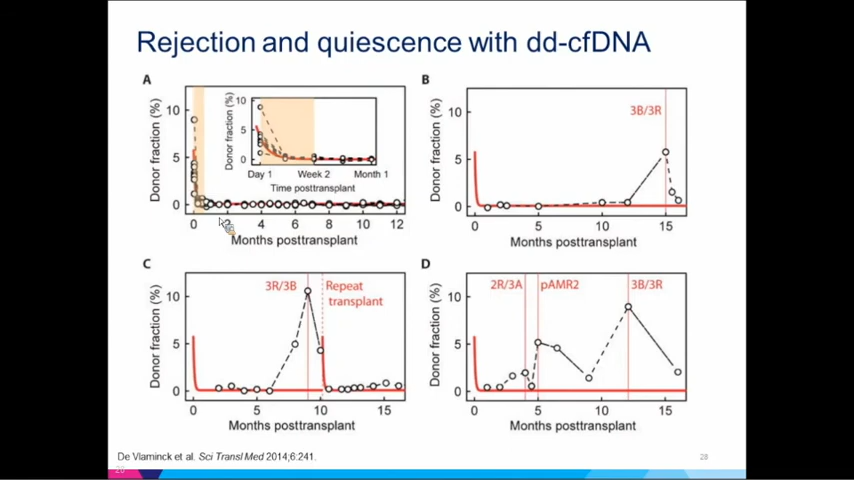 Rejection and quiescence with dd-cfDNA
A
Donor fraction (%)
10
5
0
0 2 4 6 8 10 12
Months posttransplant
Donor fraction (%)
10
5
0
Day 1 Week 2 Month 1
Time posttransplant
B
Donor fraction (%)
10
5
0
3B/3R
0 5 10 15
Months posttransplant
C
Donor fraction (%)
10
5
0
3R/3B
Repeat
transplant
0 5 10 15
Months posttransplant
D
Donor fraction (%)
10
5
0
2R/3A pAMR2 3B/3R
0 5 10 15
Months posttransplant
De Vlaminck et al. Sci Transl Med 2014;6:241.
28
28